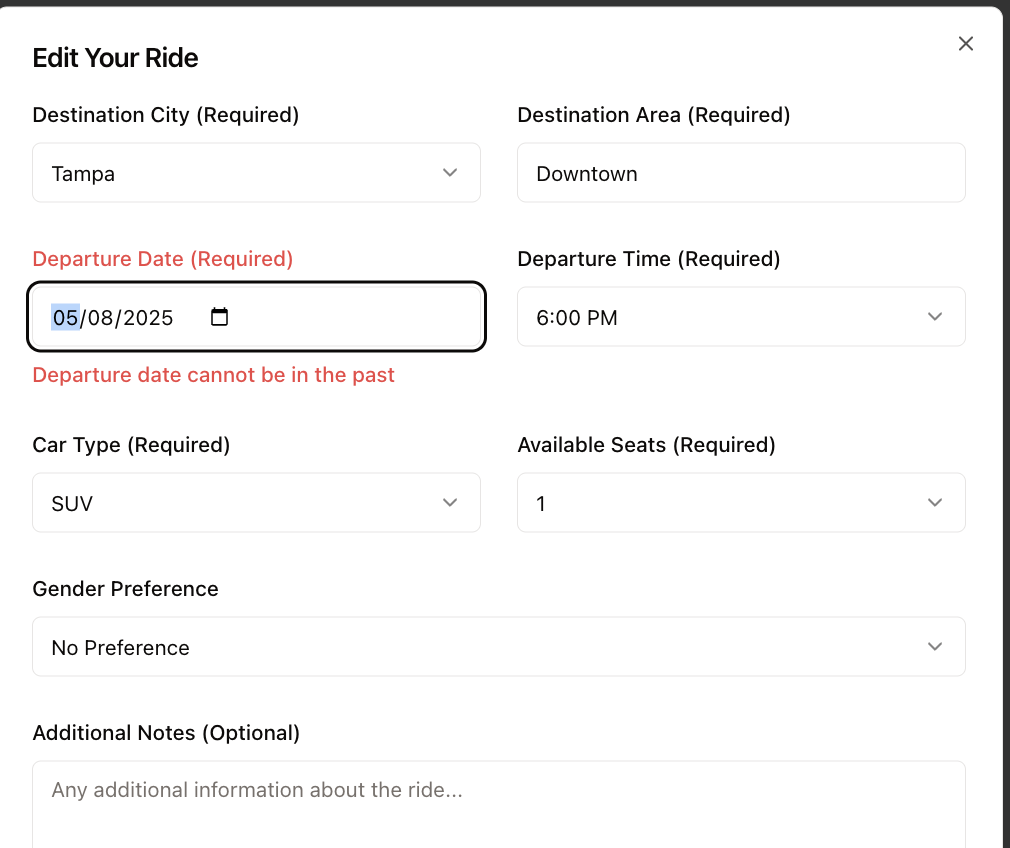 Edit Your Ride
Destination City (Required)
Destination Area (Required)
Tampa
Downtown
Departure Date (Required)
Departure Time (Required)
05/08/2025
6:00 PM
Departure date cannot be in the past
Car Type (Required)
Available Seats (Required)
SUV
1
Gender Preference
No Preference
Additional Notes (Optional)
Any additional information about the ride...